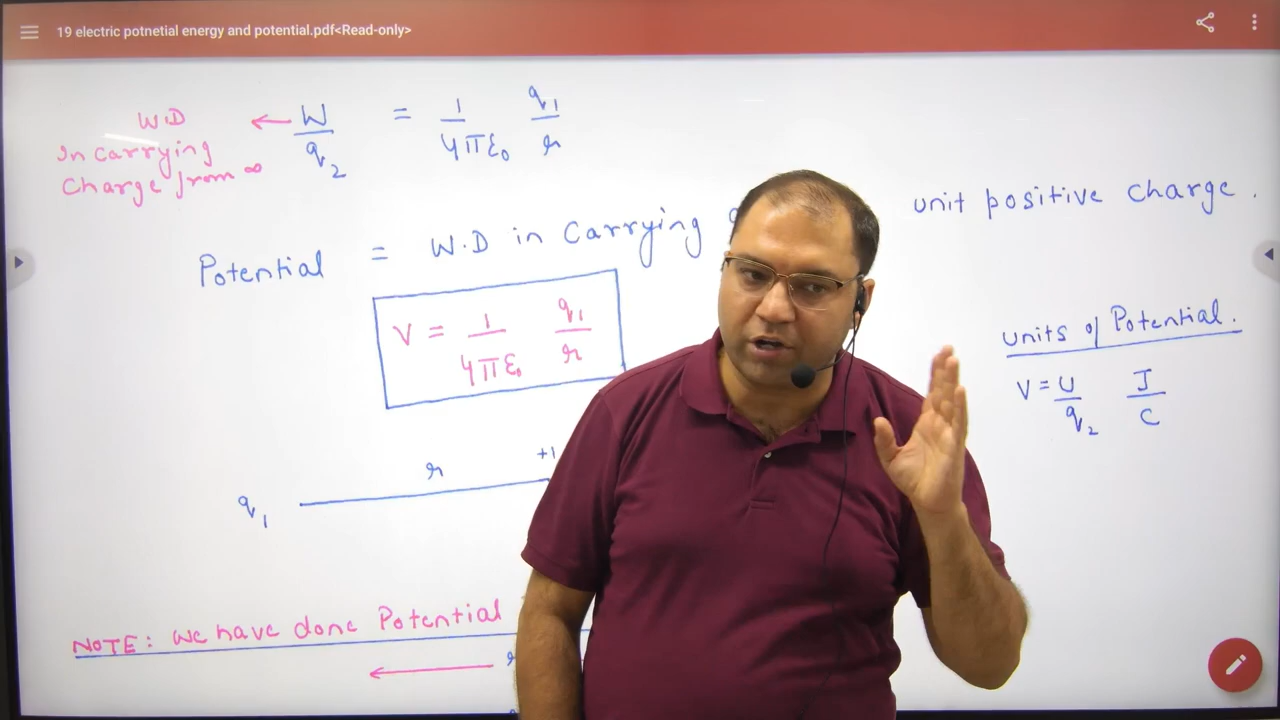 19 electric potnetial energy and potential.pdf<Read-only>
W.D
In carrying
Charge from ∞
← W/q₂ = 1/4πε₀ q₁/r
Potential = W.D in carrying
unit positive charge.
V = 1/4πε₀ q₁/r
units of Potential.
V = U/q₂ J/C
q₁ r +1
NOTE: We have done Potential